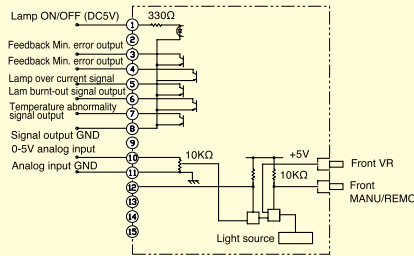 Lamp ON/OFF (DC5V)
330Ω
1
2
Feedback Min. error output
3
Feedback Min. error output
4
Lamp over current signal
5
Lam burnt-out signal output
6
Temperature abnormality
signal output
7
8
Signal output GND
9
0-5V analog input
10
10KΩ
Analog input GND
11
12
13
14
15
+5V
10KΩ
Front VR
Front
MANU/REMO
Light source